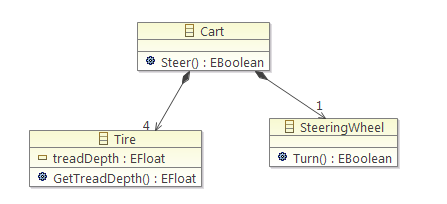 Cart
Steer() : EBoolean
4
1
Tire
treadDepth : EFloat
GetTreadDepth() : EFloat
SteeringWheel
Turn() : EBoolean